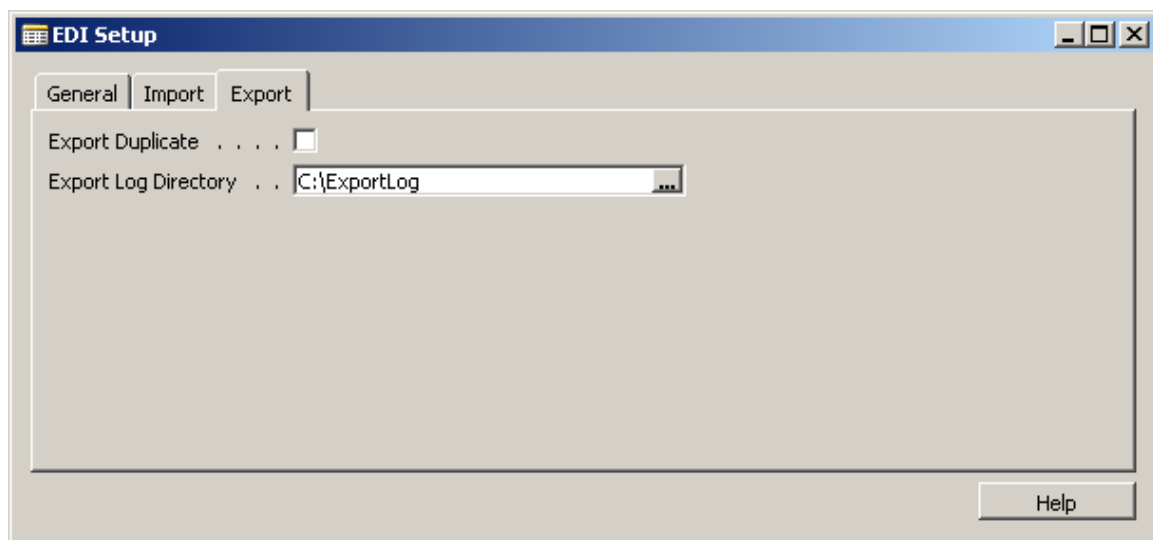 EDI Setup
General Import Export
Export Duplicate . . . .
Export Log Directory . . C:\ExportLog ...
Help